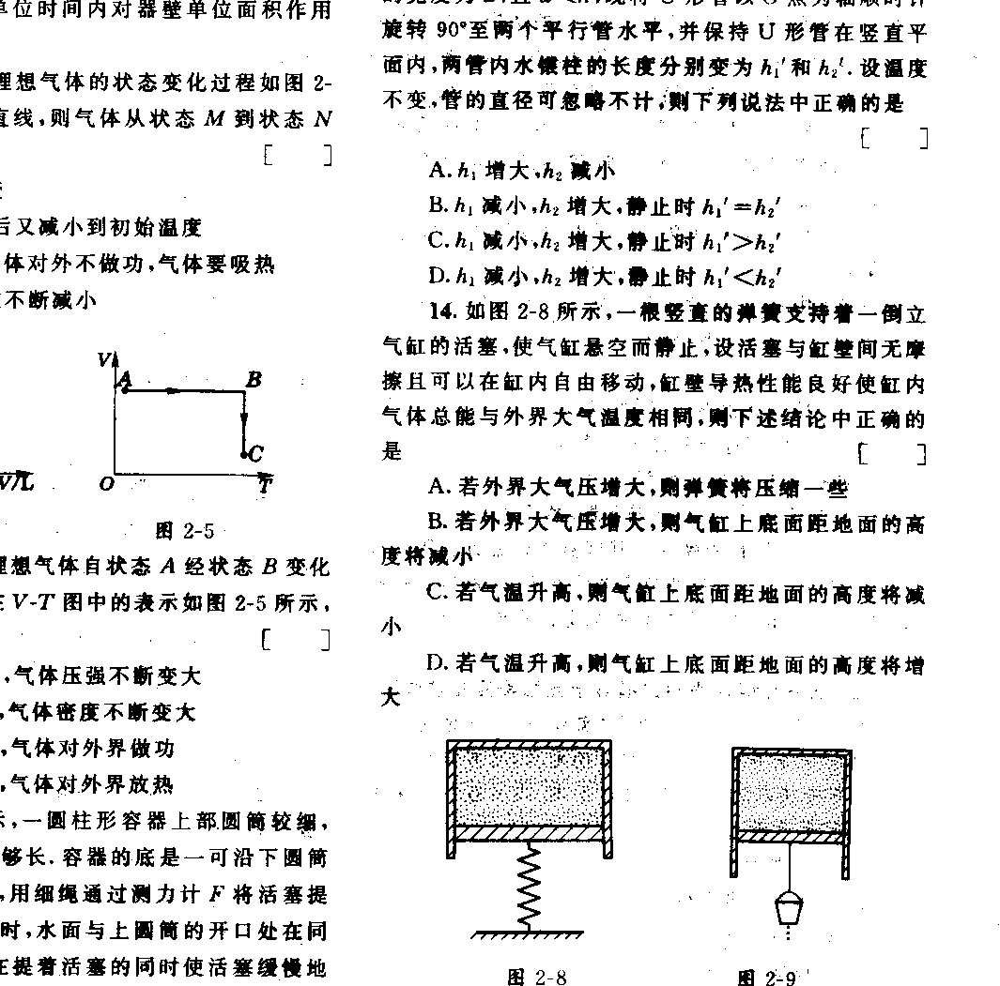 单位时间内对器壁单位面积作用
理想气体的状态变化过程如图 2-
直线,则气体从状态 M 到状态 N
[ ]
后又减小到初始温度
体对外不做功,气体要吸热
不断减小
V
A
B
C
V/L
O
T
图 2-5
理想气体自状态 A 经状态 B 变化
V-T 图中的表示如图 2-5 所示,
[ ]
,气体压强不断变大
,气体密度不断变大
,气体对外界做功
,气体对外界放热
,一圆柱形容器上部圆筒较细,
够长.容器的底是一可沿下圆筒
,用细绳通过测力计 F 将活塞提
时,水面与上圆筒的开口处在同
在提着活塞的同时使活塞缓慢地
旋转 90°至两个平行管水平,并保持 U 形管在竖直平
面内,两管内水银柱的长度分别变为 h₁′和 h₂′.设温度
不变,管的直径可忽略不计,则下列说法中正确的是
[ ]
A. h₁ 增大,h₂ 减小
B. h₁ 减小,h₂ 增大,静止时 h₁′=h₂′
C. h₁ 减小,h₂ 增大,静止时 h₁′>h₂′
D. h₁ 减小,h₂ 增大,静止时 h₁′<h₂′
14. 如图 2-8 所示,一根竖直的弹簧支持着一倒立
气缸的活塞,使气缸悬空而静止,设活塞与缸壁间无摩
擦且可以在缸内自由移动,缸壁导热性能良好使缸内
气体总能与外界大气温度相同,则下述结论中正确的
是 [ ]
A. 若外界大气压增大,则弹簧将压缩一些
B. 若外界大气压增大,则气缸上底面距地面的高
度将减小
C. 若气温升高,则气缸上底面距地面的高度将减
小
D. 若气温升高,则气缸上底面距地面的高度将增
大
图 2-8
图 2-9